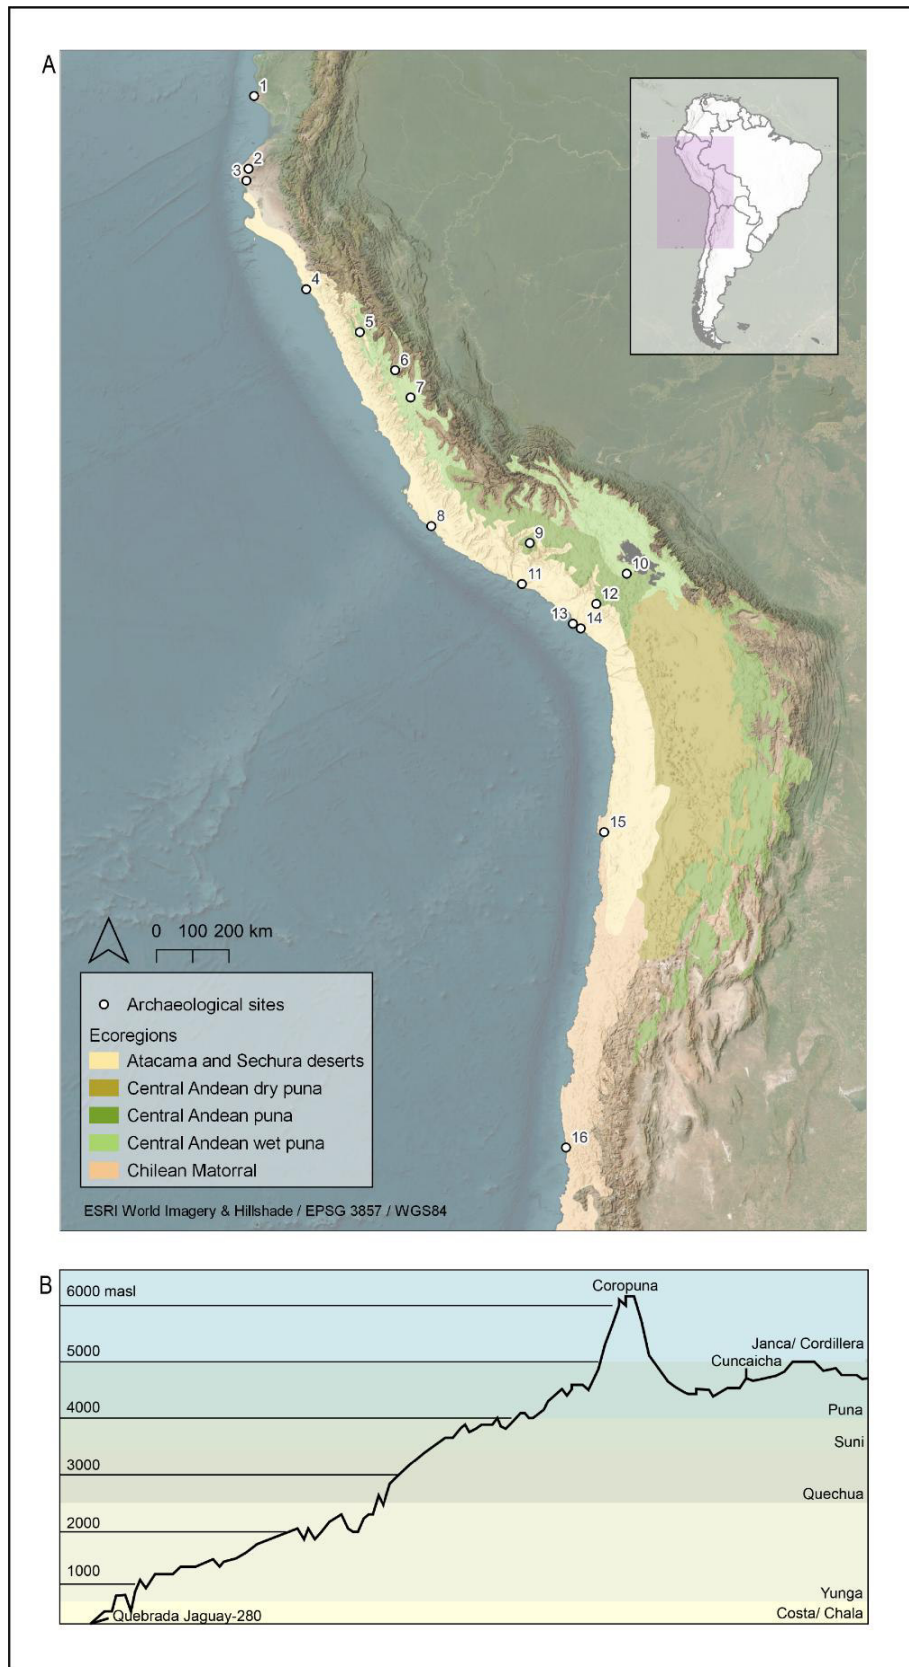 A
1
2
3
4
5
6
7
8
9
10
11
12
13
14
15
16
0 100 200 km
Archaeological sites
Ecoregions
Atacama and Sechura deserts
Central Andean dry puna
Central Andean puna
Central Andean wet puna
Chilean Matorral
ESRI World Imagery & Hillshade / EPSG 3857 / WGS84
B
6000 masl
Coropuna
5000
Janca/ Cordillera
Cuncaicha
4000
Puna
Suni
3000
Quechua
2000
1000
Yunga
Quebrada Jaguay-280
Costa/ Chala